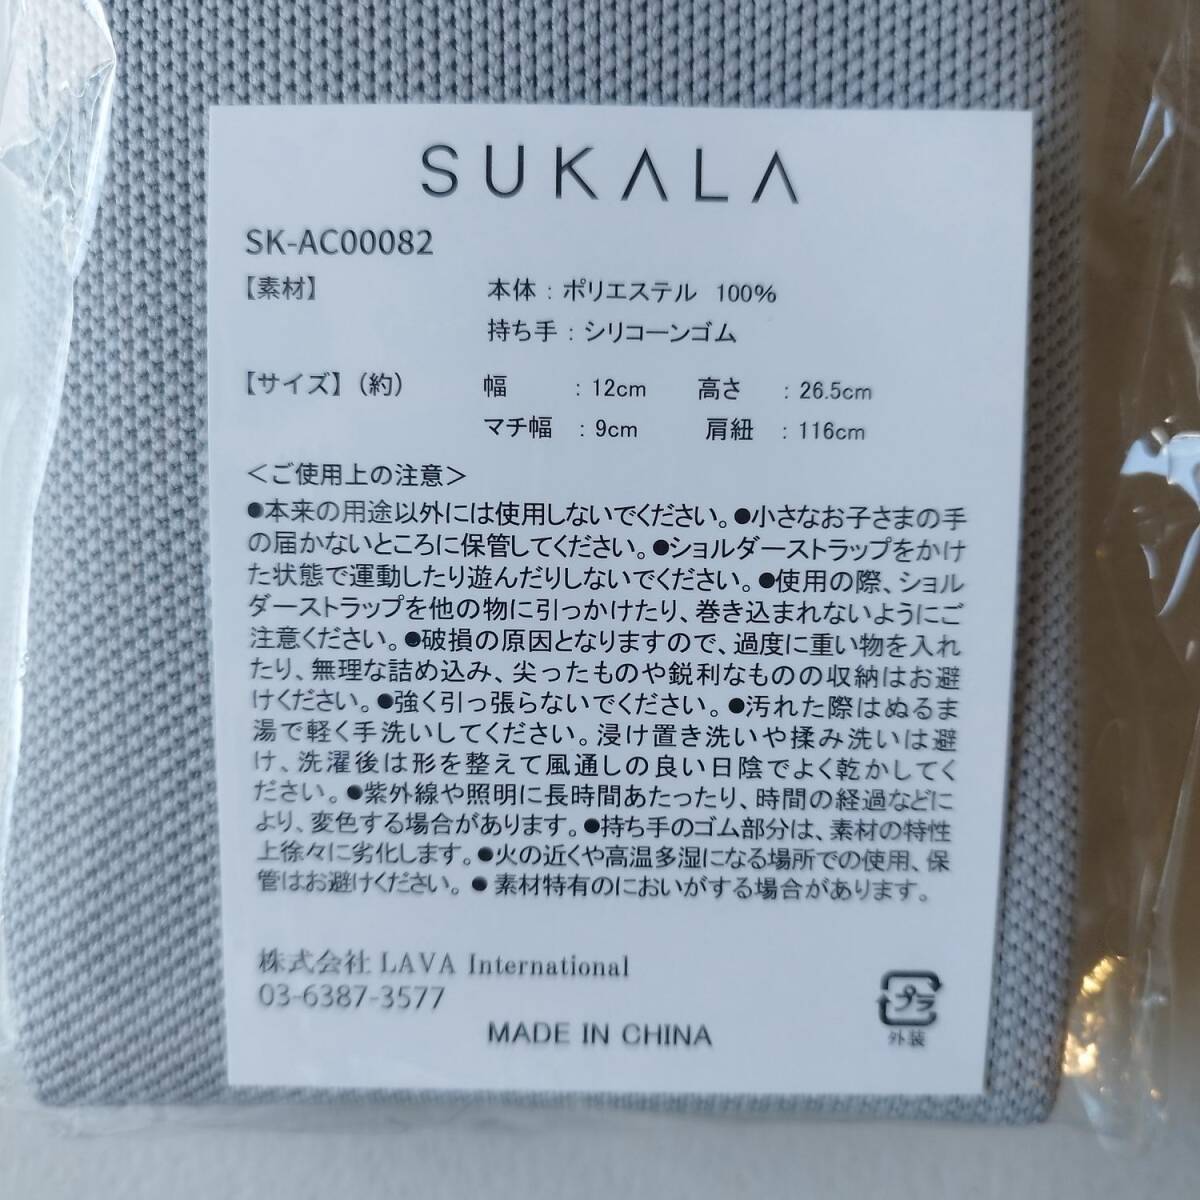 SUKALA
SK-AC00082
【素材】 本体：ポリエステル 100%
持ち手：シリコーンゴム
【サイズ】（約） 幅 ：12cm 高さ ：26.5cm
マチ幅 ：9cm 肩紐 ：116cm
＜ご使用上の注意＞
●本来の用途以外には使用しないでください。●小さなお子さまの手
の届かないところに保管してください。●ショルダーストラップをかけ
た状態で運動したり遊んだりしないでください。●使用の際、ショル
ダーストラップを他の物に引っかけたり、巻き込まれないようにご
注意ください。●破損の原因となりますので、過度に重い物を入れ
たり、無理な詰め込み、尖ったものや鋭利なものの収納はお避
けください。●強く引っ張らないでください。●汚れた際はぬるま
湯で軽く手洗いしてください。浸け置き洗いや揉み洗いは避
け、洗濯後は形を整えて風通しの良い日陰でよく乾かしてく
ださい。●紫外線や照明に長時間あたったり、時間の経過などに
より、変色する場合があります。●持ち手のゴム部分は、素材の特性
上徐々に劣化します。●火の近くや高温多湿になる場所での使用、保
管はお避けください。●素材特有のにおいがする場合があります。
株式会社 LAVA International
03-6387-3577
MADE IN CHINA
プラ
外装